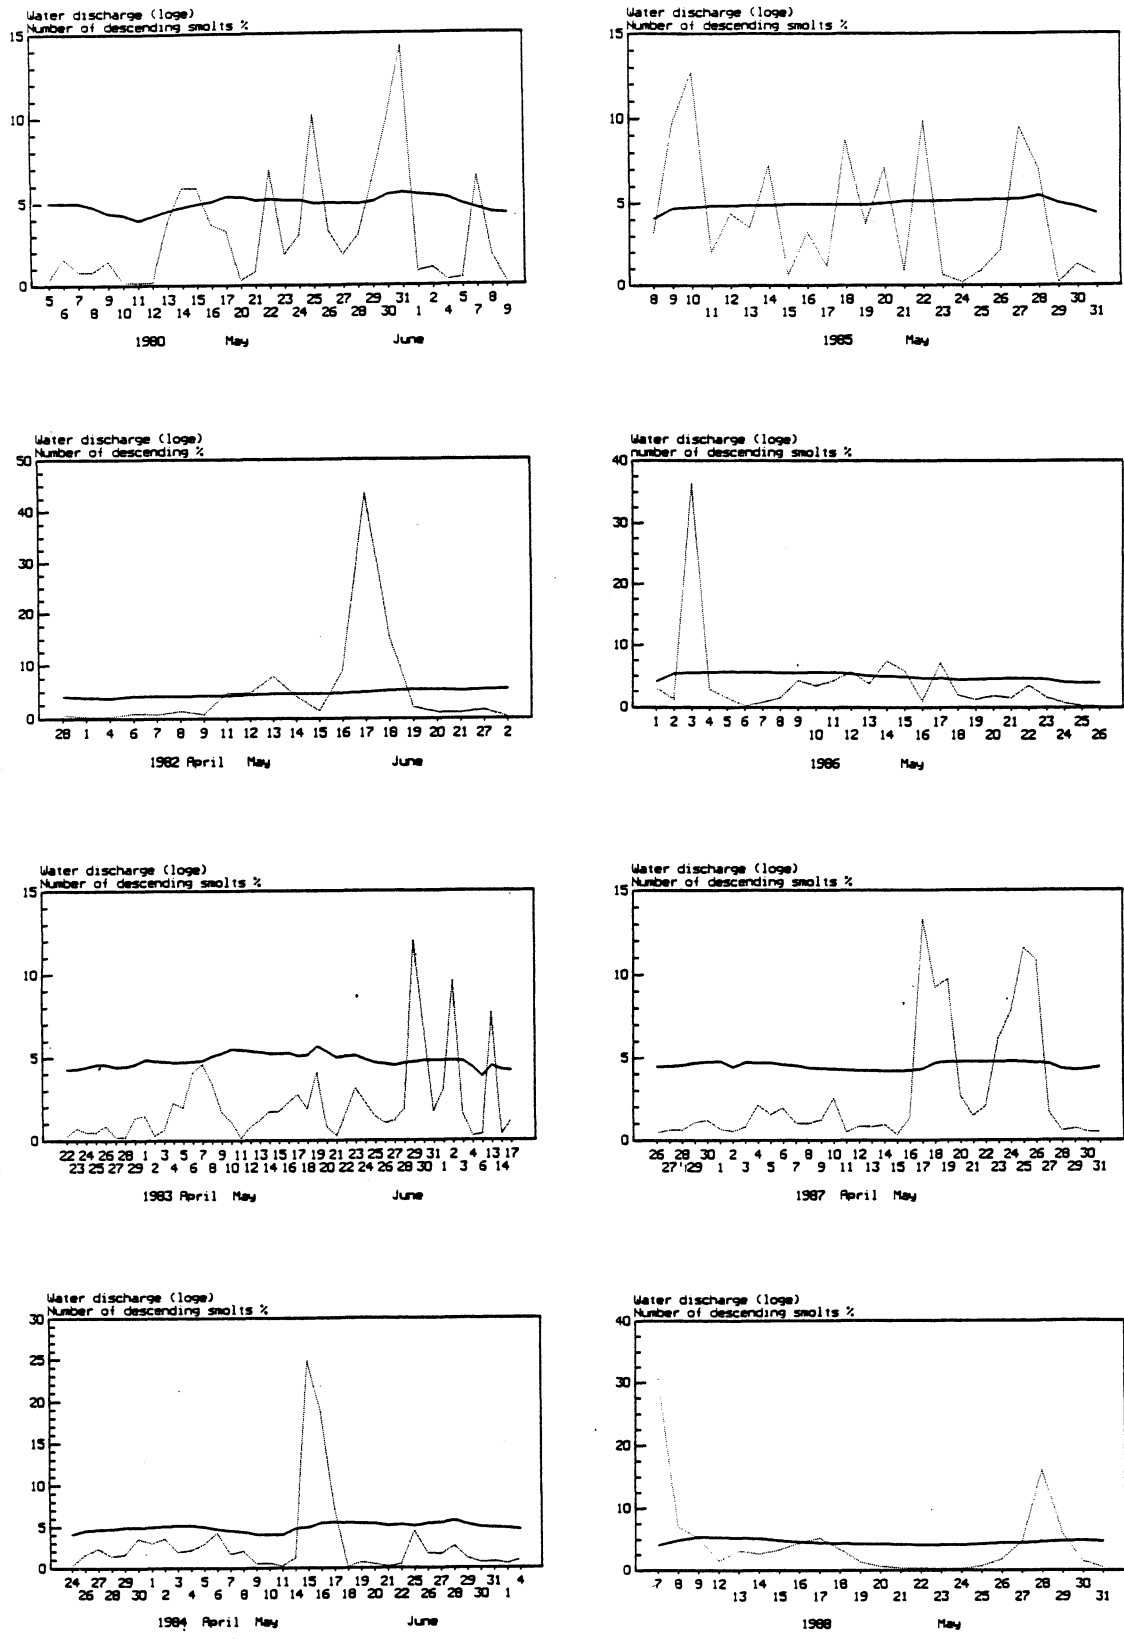 Water discharge (loge)
Number of descending smolts %
15
10
5
0
5 7 9 11 13 15 17 21 23 25 27 29 31 2 5 8
6 8 10 12 14 16 20 22 24 26 28 30 1 4 7 9
1980 May June
Water discharge (loge)
Number of descending smolts %
15
10
5
0
8 9 10 12 14 16 18 20 22 24 26 28 30
11 13 15 17 19 21 23 25 27 29 31
1985 May
Water discharge (loge)
Number of descending %
50
40
30
20
10
0
28 1 4 6 7 8 9 11 12 13 14 15 16 17 18 19 20 21 27 2
1982 April May June
Water discharge (loge)
number of descending smolts %
40
30
20
10
0
1 2 3 4 5 6 7 8 9 11 13 15 17 19 21 23 25
10 12 14 16 18 20 22 24 26
1986 May
Water discharge (loge)
Number of descending smolts %
15
10
5
0
22 24 26 28 1 3 5 7 9 11 13 15 17 19 21 23 25 27 29 31 2 4 13 17
23 25 27 29 2 4 6 8 10 12 14 16 18 20 22 24 26 28 30 1 3 6 14
1983 April May June
Water discharge (loge)
Number of descending smolts %
15
10
5
0
26 28 30 2 4 6 8 10 12 14 16 18 20 22 24 26 28 30
27 29 1 3 5 7 9 11 13 15 17 19 21 23 25 27 29 31
1987 April May
Water discharge (loge)
Number of descending smolts %
30
25
20
15
10
5
0
24 27 29 1 3 5 7 9 11 15 17 19 21 25 27 29 31 4
26 28 30 2 4 6 8 10 14 16 18 20 22 26 28 30 1
1984 April May June
Water discharge (loge)
Number of descending smolts %
40
30
20
10
0
7 8 9 12 14 16 18 20 22 24 26 28 30
13 15 17 19 21 23 25 27 29 31
1988 May